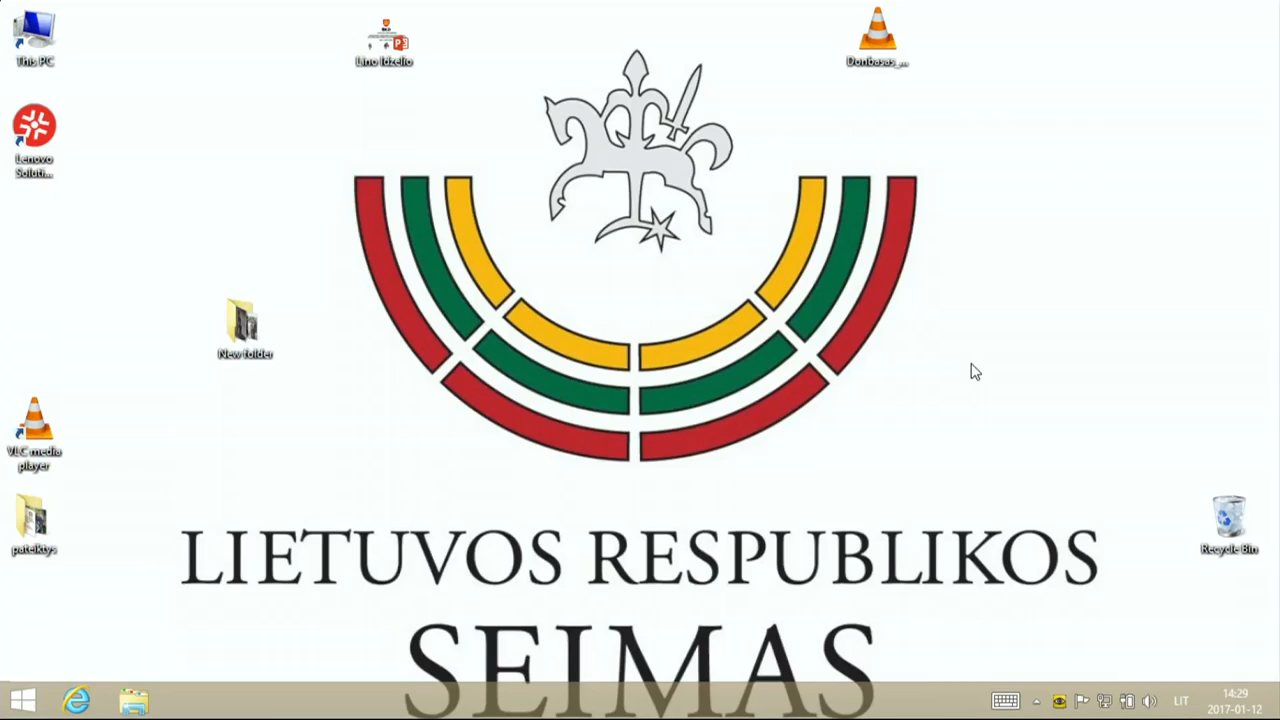 This PC
Lino Idzelio
Donbasas_...
Lenovo
Soluti...
New folder
VLC media
player
pateiktys
Recycle Bin
LIETUVOS RESPUBLIKOS
SEIMAS
LIT
14:29
2017-01-12